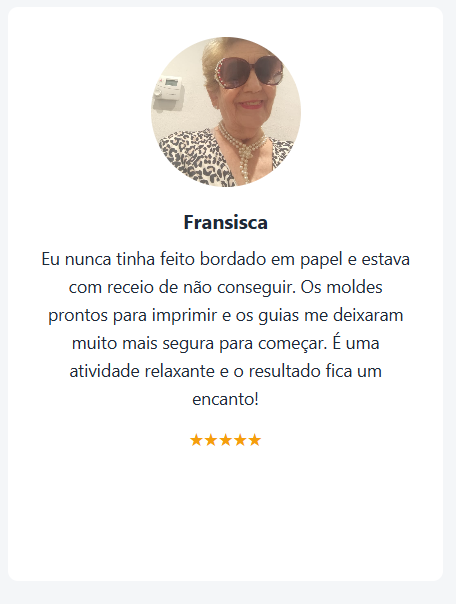 Fransisca
Eu nunca tinha feito bordado em papel e estava
com receio de não conseguir. Os moldes
prontos para imprimir e os guias me deixaram
muito mais segura para começar. É uma
atividade relaxante e o resultado fica um
encanto!
★★★★★